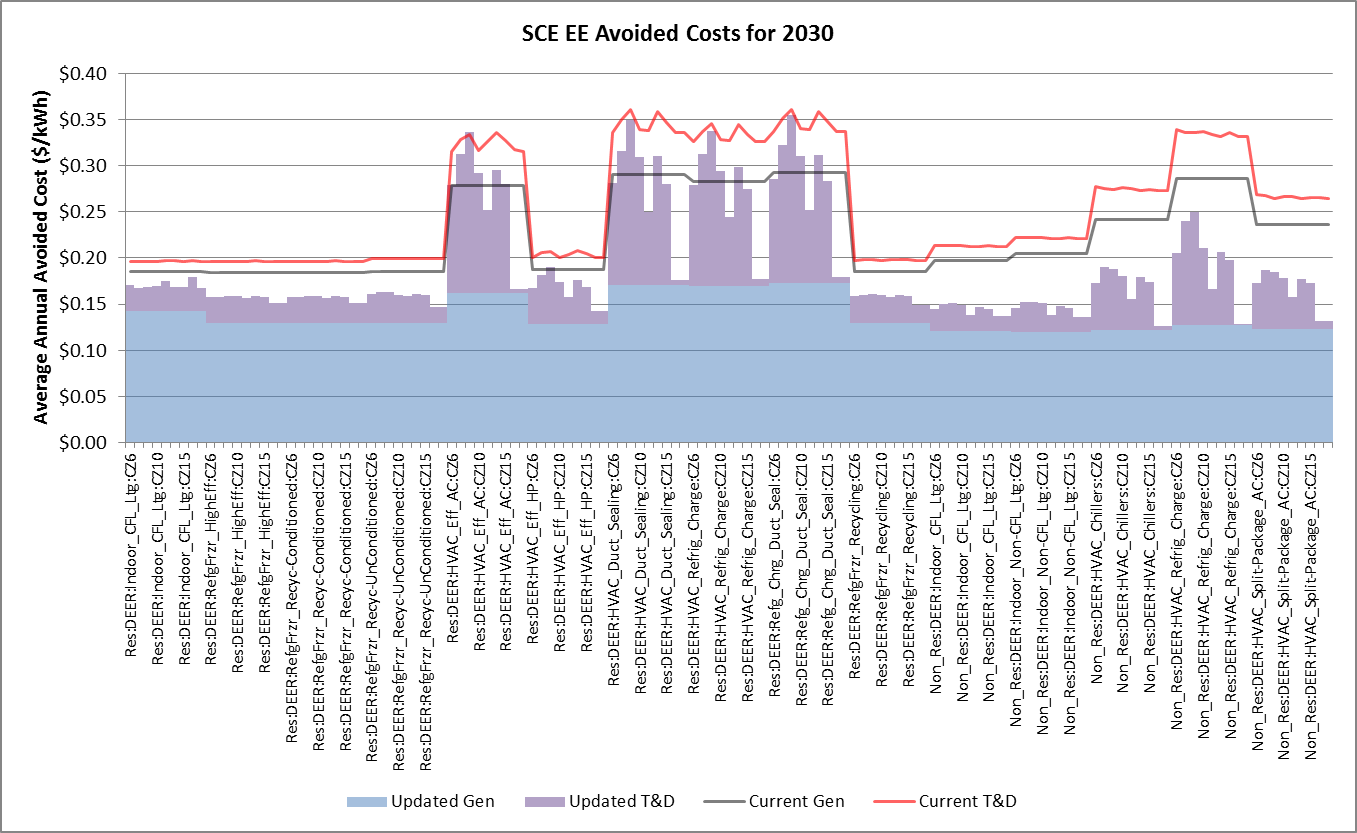 SCE EE Avoided Costs for 2030
Average Annual Avoided Cost ($/kWh)
$0.40
$0.35
$0.30
$0.25
$0.20
$0.15
$0.10
$0.05
$0.00
Res:DEER:Indoor_CFL_Ltg:CZ6
Res:DEER:Indoor_CFL_Ltg:CZ10
Res:DEER:Indoor_CFL_Ltg:CZ15
Res:DEER:RefgFrzr_HighEff:CZ6
Res:DEER:RefgFrzr_HighEff:CZ10
Res:DEER:RefgFrzr_HighEff:CZ15
Res:DEER:RefgFrzr_Recyc-Conditioned:CZ6
Res:DEER:RefgFrzr_Recyc-Conditioned:CZ10
Res:DEER:RefgFrzr_Recyc-Conditioned:CZ15
Res:DEER:RefgFrzr_Recyc-UnConditioned:CZ6
Res:DEER:RefgFrzr_Recyc-UnConditioned:CZ10
Res:DEER:RefgFrzr_Recyc-UnConditioned:CZ15
Res:DEER:HVAC_Eff_AC:CZ6
Res:DEER:HVAC_Eff_AC:CZ10
Res:DEER:HVAC_Eff_AC:CZ15
Res:DEER:HVAC_Eff_HP:CZ6
Res:DEER:HVAC_Eff_HP:CZ10
Res:DEER:HVAC_Eff_HP:CZ15
Res:DEER:HVAC_Duct_Sealing:CZ6
Res:DEER:HVAC_Duct_Sealing:CZ10
Res:DEER:HVAC_Duct_Sealing:CZ15
Res:DEER:HVAC_Refrig_Charge:CZ6
Res:DEER:HVAC_Refrig_Charge:CZ10
Res:DEER:HVAC_Refrig_Charge:CZ15
Res:DEER:Refg_Chrg_Duct_Seal:CZ6
Res:DEER:Refg_Chrg_Duct_Seal:CZ10
Res:DEER:Refg_Chrg_Duct_Seal:CZ15
Res:DEER:RefgFrzr_Recycling:CZ6
Res:DEER:RefgFrzr_Recycling:CZ10
Res:DEER:RefgFrzr_Recycling:CZ15
Non_Res:DEER:Indoor_CFL_Ltg:CZ6
Non_Res:DEER:Indoor_CFL_Ltg:CZ10
Non_Res:DEER:Indoor_CFL_Ltg:CZ15
Non_Res:DEER:Indoor_Non-CFL_Ltg:CZ6
Non_Res:DEER:Indoor_Non-CFL_Ltg:CZ10
Non_Res:DEER:Indoor_Non-CFL_Ltg:CZ15
Non_Res:DEER:HVAC_Chillers:CZ6
Non_Res:DEER:HVAC_Chillers:CZ10
Non_Res:DEER:HVAC_Chillers:CZ15
Non_Res:DEER:HVAC_Refrig_Charge:CZ6
Non_Res:DEER:HVAC_Refrig_Charge:CZ10
Non_Res:DEER:HVAC_Refrig_Charge:CZ15
Non_Res:DEER:HVAC_Split-Package_AC:CZ6
Non_Res:DEER:HVAC_Split-Package_AC:CZ10
Non_Res:DEER:HVAC_Split-Package_AC:CZ15
Updated Gen
Updated T&D
Current Gen
Current T&D